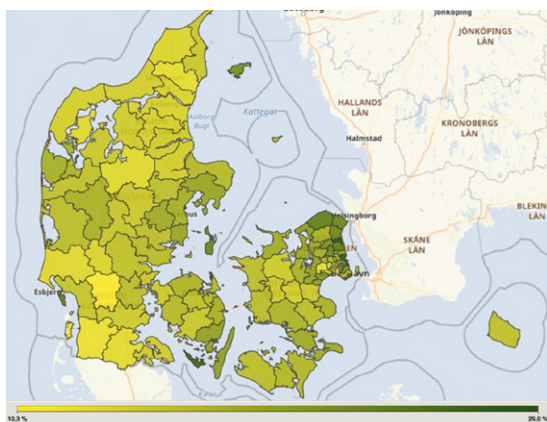 Jönköping
JÖNKÖPINGS
LÄN
HALLANDS
LÄN
KRONOBERGS
LÄN
Aalborg
Bugt
Kattegat
Halmstad
Helsingborg
BLEKIN
LÄN
SKÅNE
LÄN
Esbjerg
Kieler
10,3 %
25,0 %